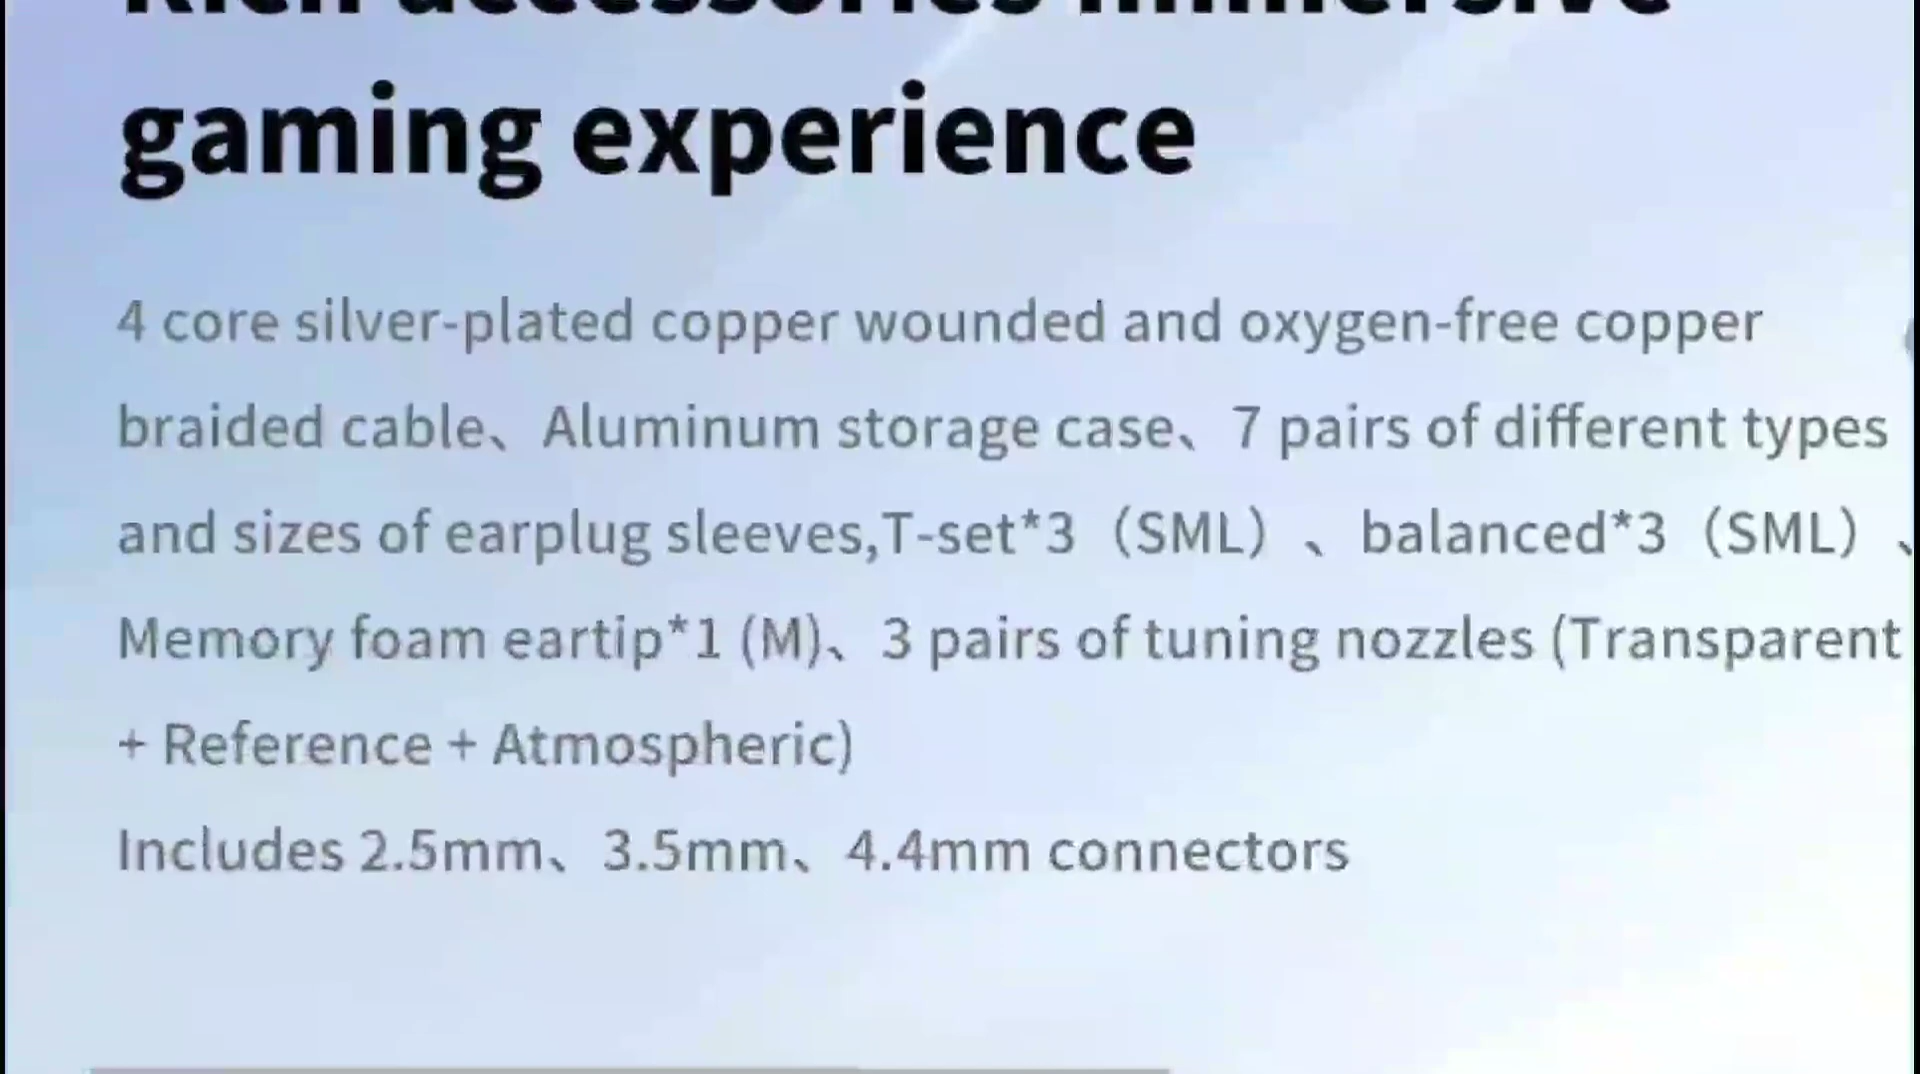 Rich accessories immersive
gaming experience
4 core silver-plated copper wounded and oxygen-free copper
braided cable、Aluminum storage case、7 pairs of different types
and sizes of earplug sleeves,T-set*3（SML）、balanced*3（SML）、
Memory foam eartip*1 (M)、3 pairs of tuning nozzles (Transparent
+ Reference + Atmospheric)
Includes 2.5mm、3.5mm、4.4mm connectors